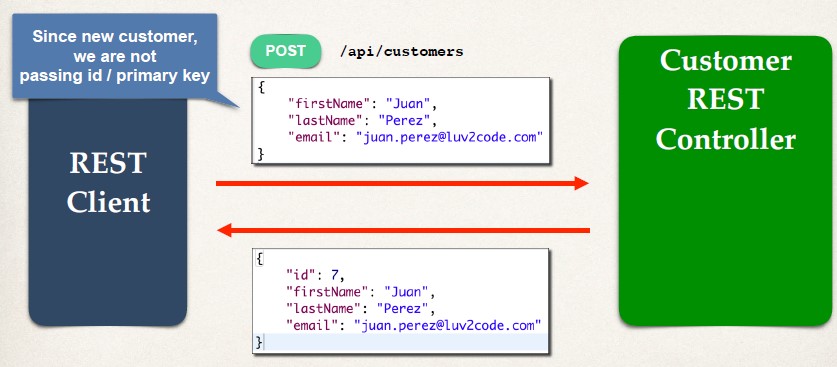 Since new customer,
we are not
passing id / primary key
POST /api/customers
{
"firstName": "Juan",
"lastName": "Perez",
"email": "juan.perez@luv2code.com"
}
REST
Client
Customer
REST
Controller
{
"id": 7,
"firstName": "Juan",
"lastName": "Perez",
"email": "juan.perez@luv2code.com"
}